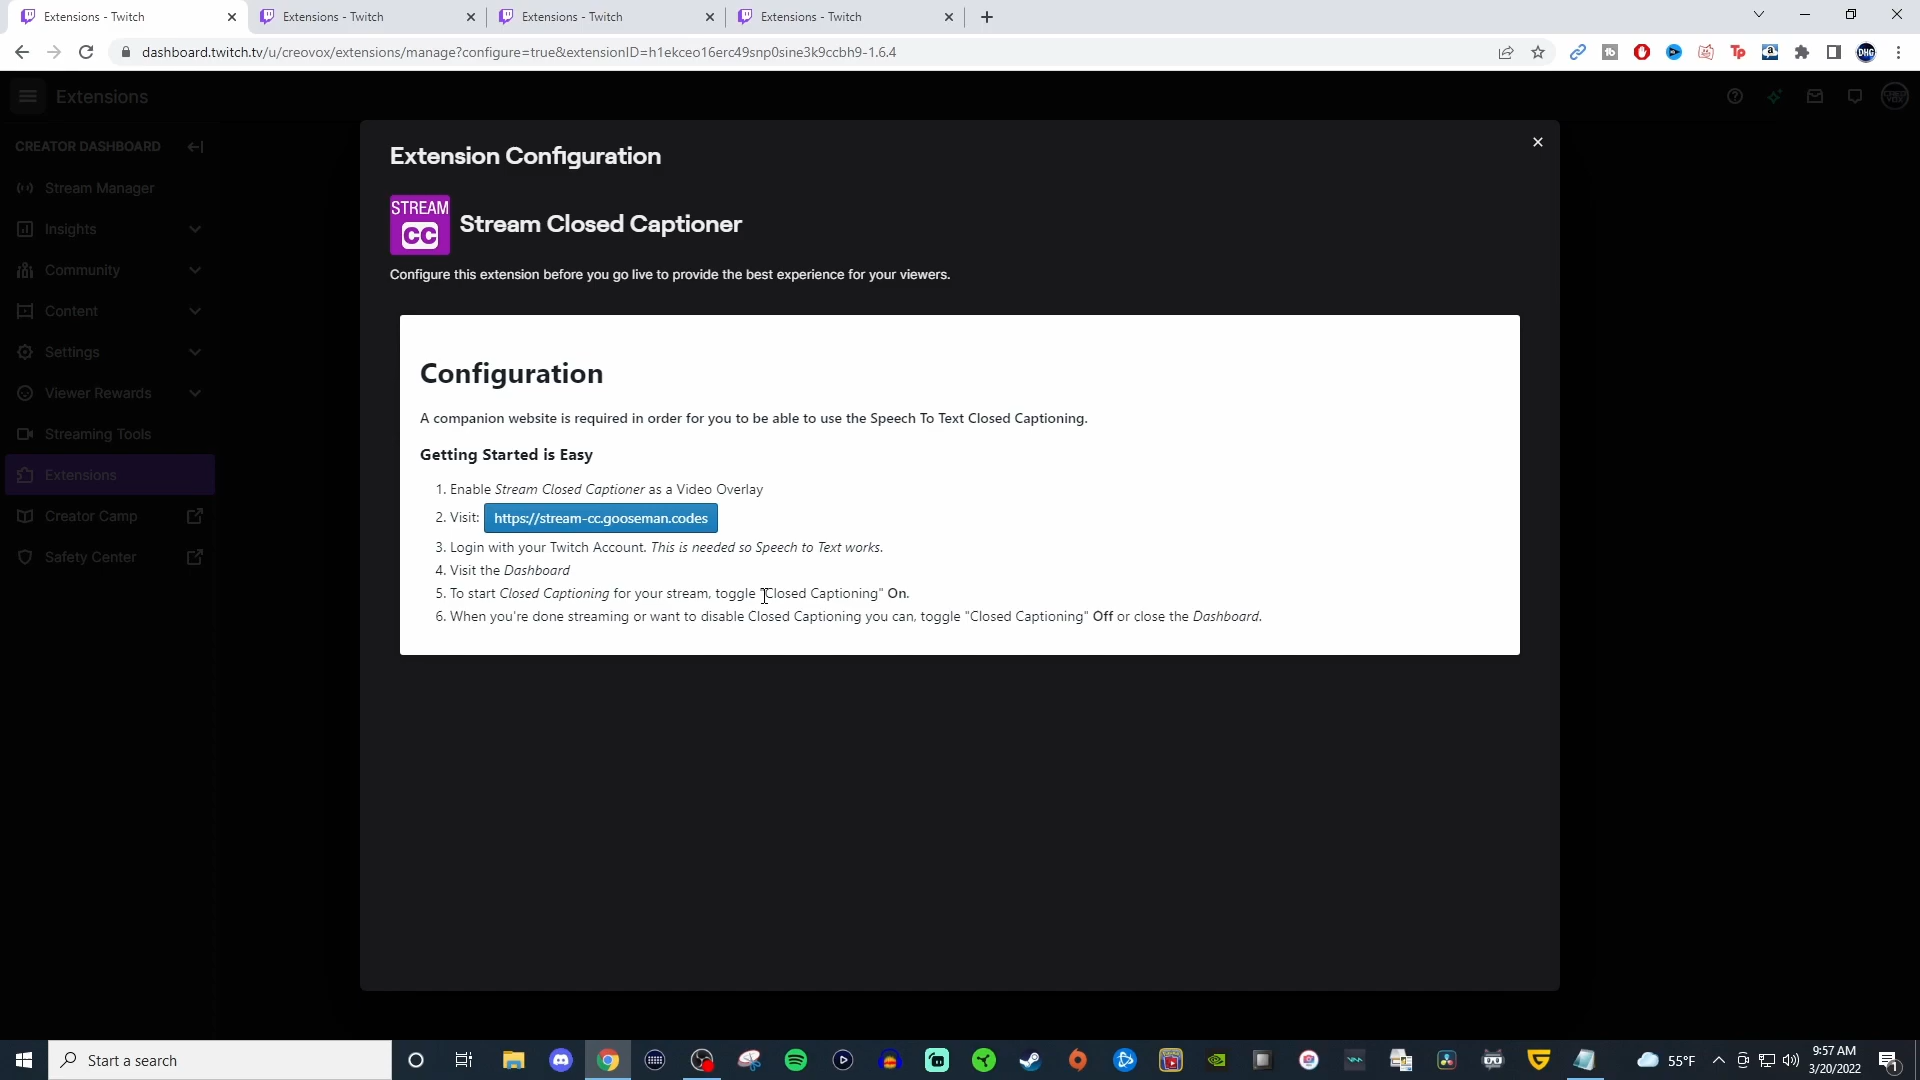 Extensions - Twitch
Extensions - Twitch
Extensions - Twitch
Extensions - Twitch
dashboard.twitch.tv/u/creovox/extensions/manage?configure=true&extensionID=h1ekceo16erc49snp0sine3k9ccbh9-1.6.4
tb
Tp
a
DHG
Extensions
CREATOR DASHBOARD
Stream Manager
Insights
Community
Content
Settings
Viewer Rewards
Streaming Tools
Extensions
Creator Camp
Safety Center
Extension Configuration
STREAM
CC
Stream Closed Captioner
Configure this extension before you go live to provide the best experience for your viewers.
Configuration
A companion website is required in order for you to be able to use the Speech To Text Closed Captioning.
Getting Started is Easy
1. Enable Stream Closed Captioner as a Video Overlay
2. Visit: https://stream-cc.gooseman.codes
3. Login with your Twitch Account. This is needed so Speech to Text works.
4. Visit the Dashboard
5. To start Closed Captioning for your stream, toggle "Closed Captioning" On.
6. When you're done streaming or want to disable Closed Captioning you can, toggle "Closed Captioning" Off or close the Dashboard.
Start a search
55°F
9:57 AM
3/20/2022
1